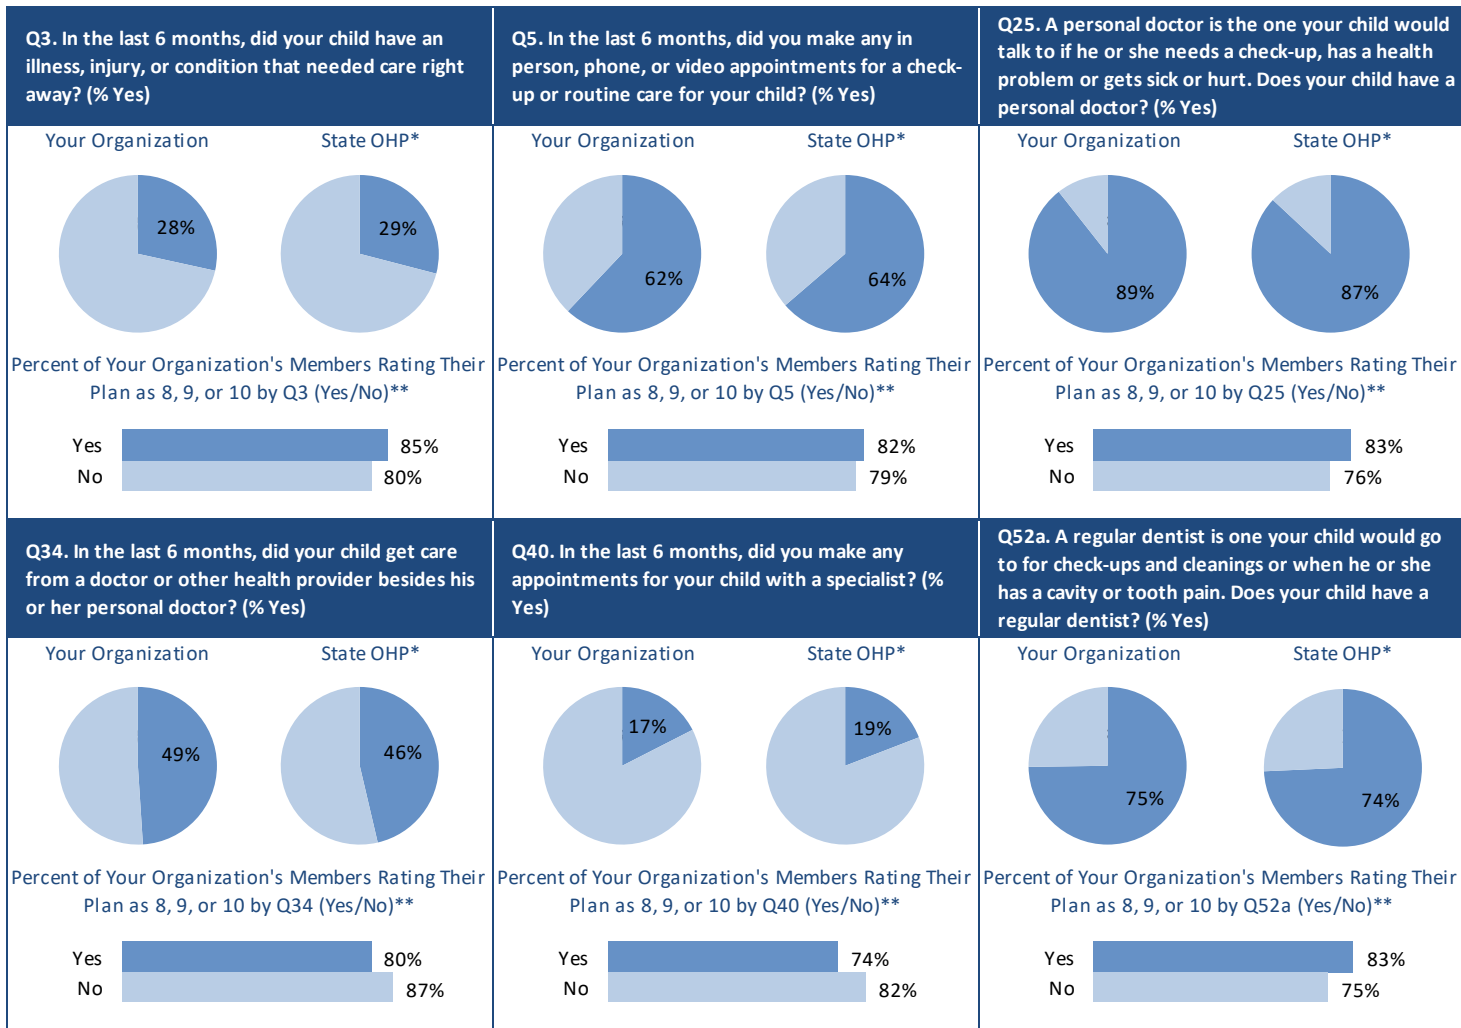 Q3. In the last 6 months, did your child have an
illness, injury, or condition that needed care right
away? (% Yes)
Q5. In the last 6 months, did you make any in
person, phone, or video appointments for a check-
up or routine care for your child? (% Yes)
Q25. A personal doctor is the one your child would
talk to if he or she needs a check-up, has a health
problem or gets sick or hurt. Does your child have a
personal doctor? (% Yes)
Your Organization
State OHP*
28%
29%
Percent of Your Organization's Members Rating Their
Plan as 8, 9, or 10 by Q3 (Yes/No)**
Yes
85%
No
80%
Your Organization
State OHP*
62%
64%
Percent of Your Organization's Members Rating Their
Plan as 8, 9, or 10 by Q5 (Yes/No)**
Yes
82%
No
79%
Your Organization
State OHP*
89%
87%
Percent of Your Organization's Members Rating Their
Plan as 8, 9, or 10 by Q25 (Yes/No)**
Yes
83%
No
76%
Q34. In the last 6 months, did your child get care
from a doctor or other health provider besides his
or her personal doctor? (% Yes)
Q40. In the last 6 months, did you make any
appointments for your child with a specialist? (%
Yes)
Q52a. A regular dentist is one your child would go
to for check-ups and cleanings or when he or she
has a cavity or tooth pain. Does your child have a
regular dentist? (% Yes)
Your Organization
State OHP*
49%
46%
Percent of Your Organization's Members Rating Their
Plan as 8, 9, or 10 by Q34 (Yes/No)**
Yes
80%
No
87%
Your Organization
State OHP*
17%
19%
Percent of Your Organization's Members Rating Their
Plan as 8, 9, or 10 by Q40 (Yes/No)**
Yes
74%
No
82%
Your Organization
State OHP*
75%
74%
Percent of Your Organization's Members Rating Their
Plan as 8, 9, or 10 by Q52a (Yes/No)**
Yes
83%
No
75%